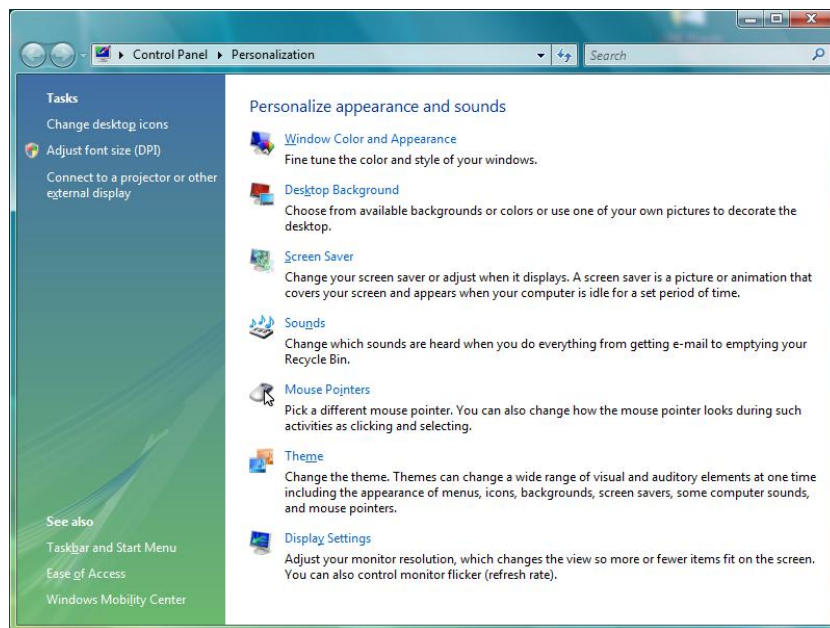 Control Panel Personalization
Search
Tasks
Change desktop icons
Adjust font size (DPI)
Connect to a projector or other
external display
See also
Taskbar and Start Menu
Ease of Access
Windows Mobility Center
Personalize appearance and sounds
Window Color and Appearance
Fine tune the color and style of your windows.
Desktop Background
Choose from available backgrounds or colors or use one of your own pictures to decorate the
desktop.
Screen Saver
Change your screen saver or adjust when it displays. A screen saver is a picture or animation that
covers your screen and appears when your computer is idle for a set period of time.
Sounds
Change which sounds are heard when you do everything from getting e-mail to emptying your
Recycle Bin.
Mouse Pointers
Pick a different mouse pointer. You can also change how the mouse pointer looks during such
activities as clicking and selecting.
Theme
Change the theme. Themes can change a wide range of visual and auditory elements at one time
including the appearance of menus, icons, backgrounds, screen savers, some computer sounds,
and mouse pointers.
Display Settings
Adjust your monitor resolution, which changes the view so more or fewer items fit on the screen.
You can also control monitor flicker (refresh rate).